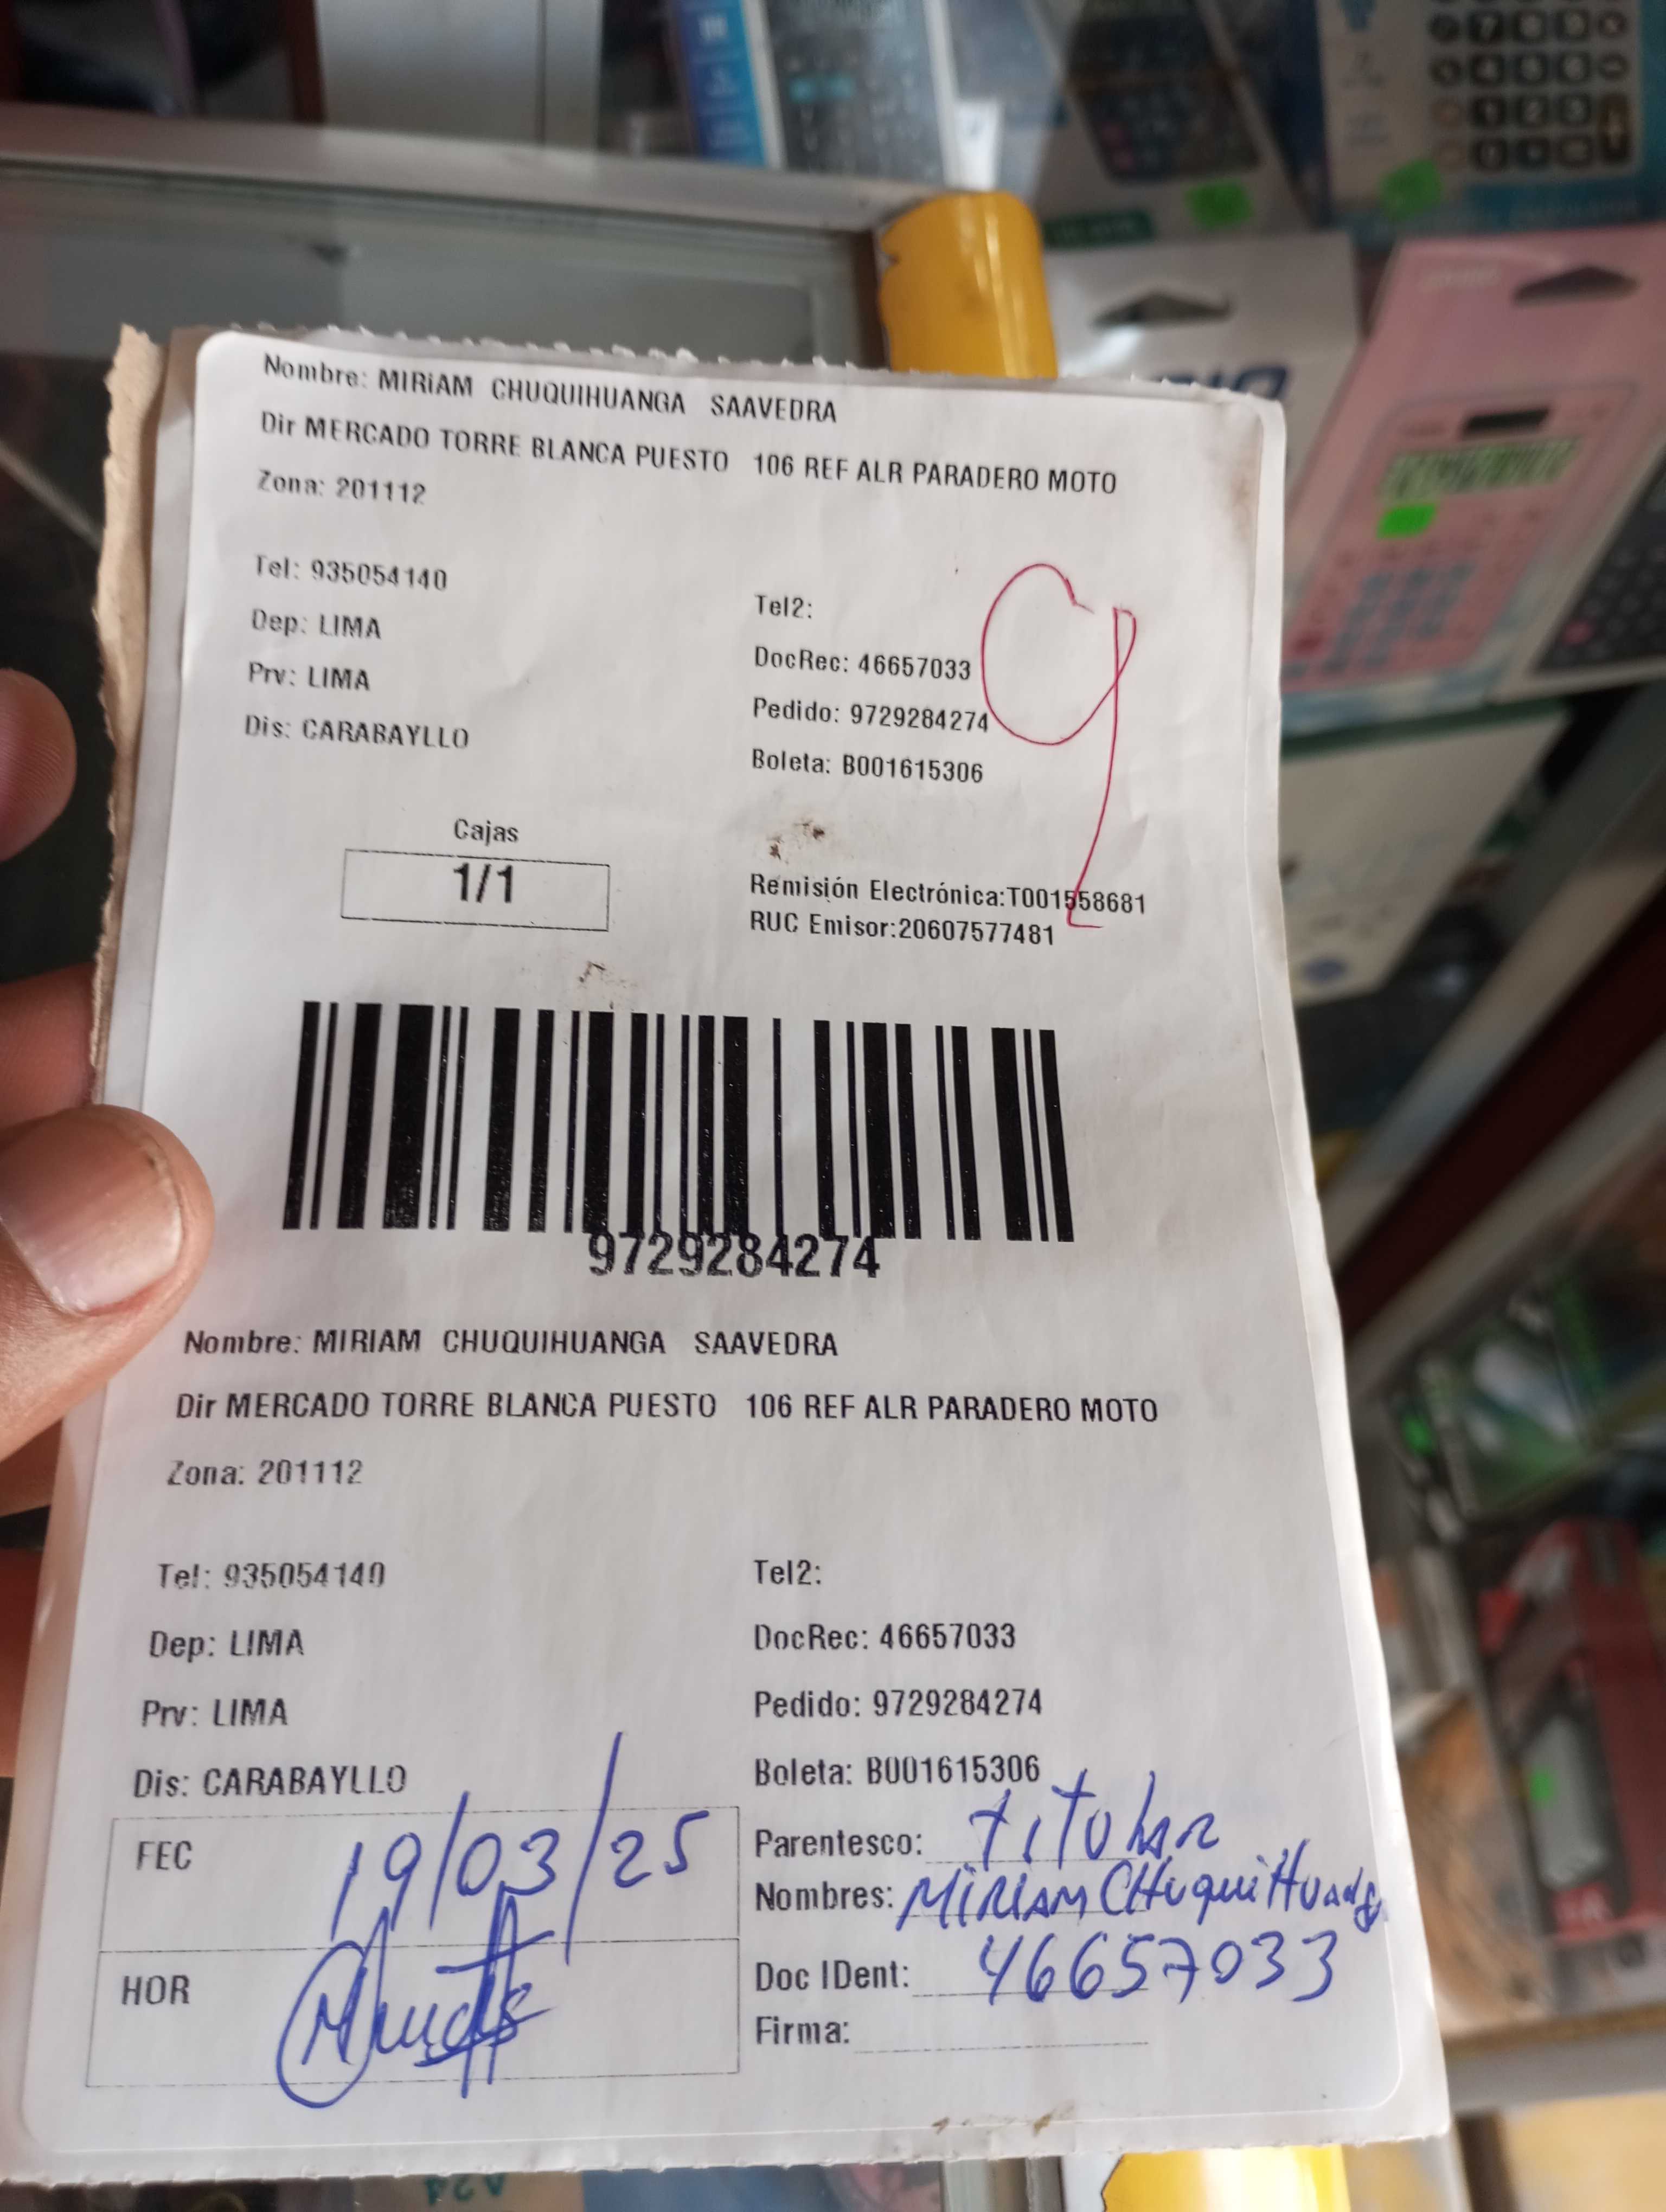 Nombre: MIRiAM CHUQUIHUANGA SAAVEDRA
Dir MERCADO TORRE BLANCA PUESTO 106 REF ALR PARADERO MOTO
Zona: 201112
Tel: 935054140
Tel2:
Dep: LIMA
DocRec: 46657033
Prv: LIMA
Pedido: 9729284274
Dis: CARABAYLLO
Boleta: B001615306
9
Cajas
1/1
Remisión Electrónica:T001558681
RUC Emisor:20607577481
9729284274
Nombre: MIRIAM CHUQUIHUANGA SAAVEDRA
Dir MERCADO TORRE BLANCA PUESTO 106 REF ALR PARADERO MOTO
Zona: 201112
Tel: 935054140
Tel2:
Dep: LIMA
DocRec: 46657033
Prv: LIMA
Pedido: 9729284274
Dis: CARABAYLLO
Boleta: B001615306
FEC 19/03/25
Parentesco: titular
Nombres: MiRIAM CHuquiHuanga
HOR
Doc IDent: 46657033
Firma: